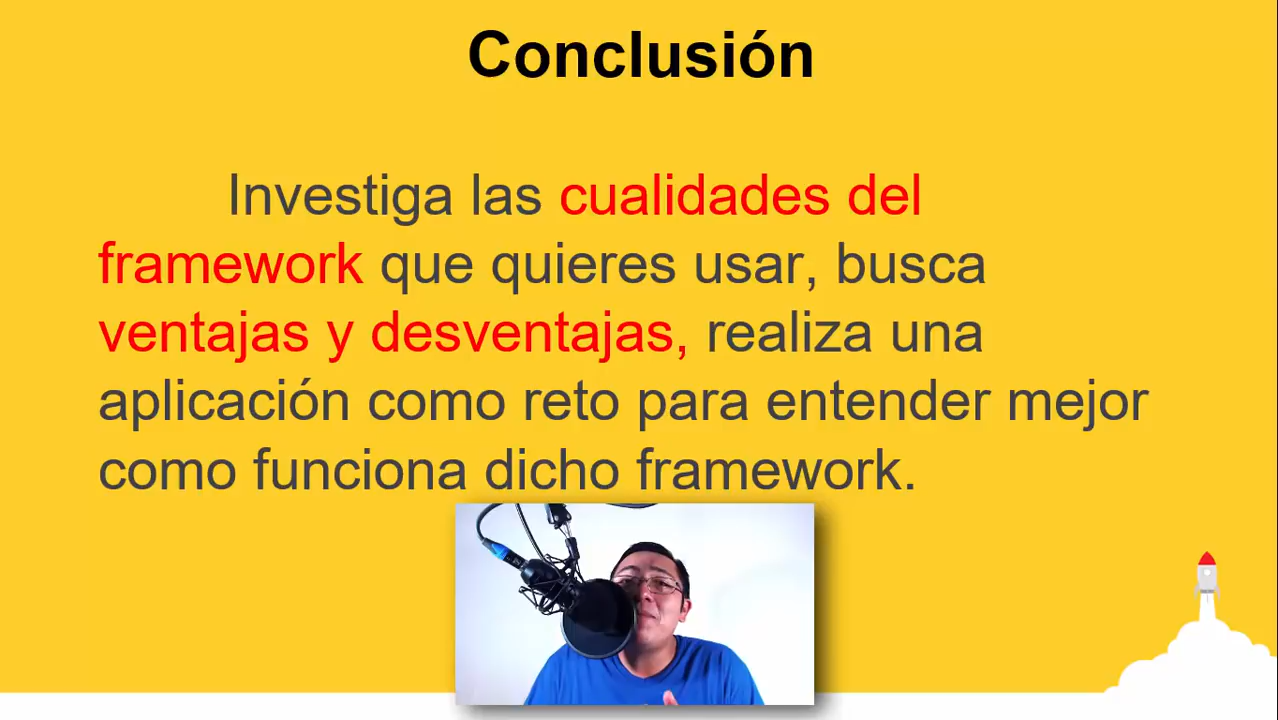 Conclusión
Investiga las cualidades del
framework que quieres usar, busca
ventajas y desventajas, realiza una
aplicación como reto para entender mejor
como funciona dicho framework.